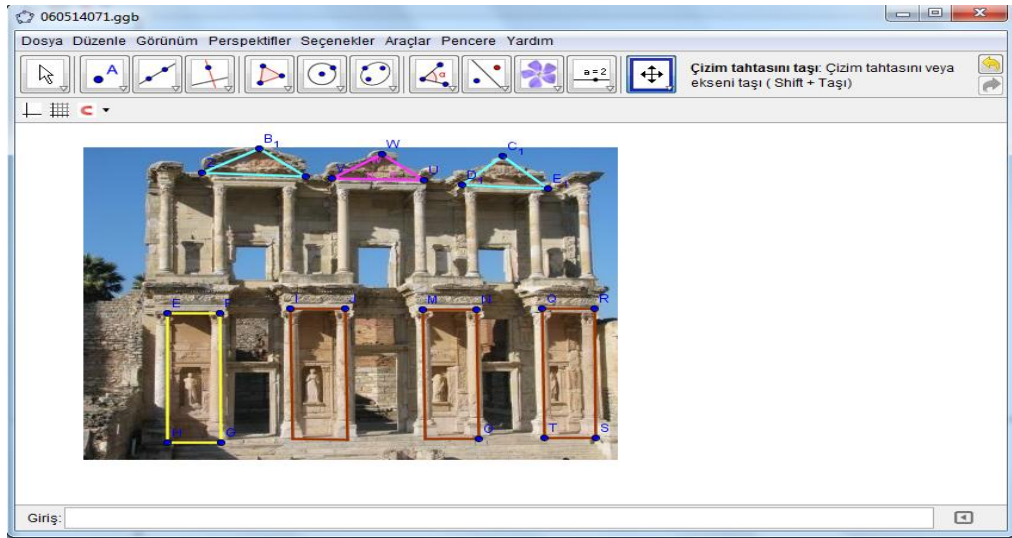 060514071.ggb
Dosya Düzenle Görünüm Perspektifler Seçenekler Araçlar Pencere Yardım
A
α
a=2
Çizim tahtasını taşı: Çizim tahtasını veya
ekseni taşı ( Shift + Taşı)
B1
W
C1
Z
V
U
D1
E1
E
F
I
J
M
N
Q
R
H
G
O
T
S
Giriş: